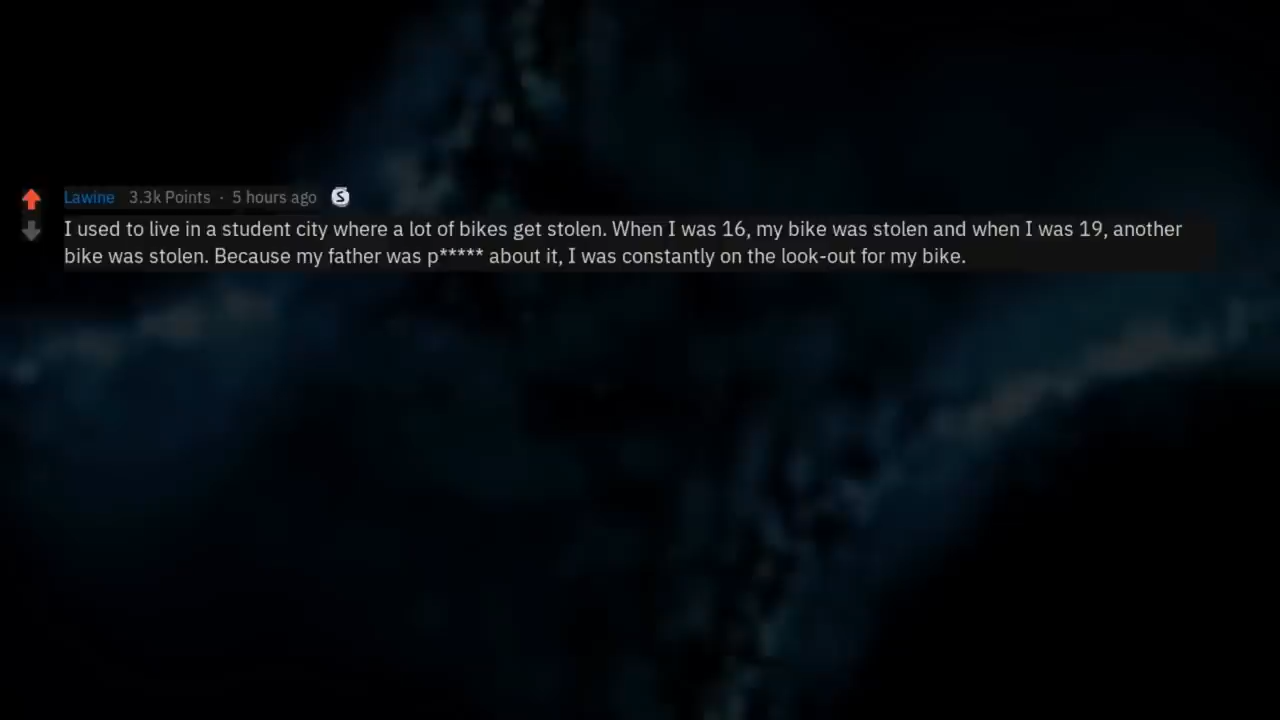 Lawine 3.3k Points · 5 hours ago S
I used to live in a student city where a lot of bikes get stolen. When I was 16, my bike was stolen and when I was 19, another
bike was stolen. Because my father was p***** about it, I was constantly on the look-out for my bike.